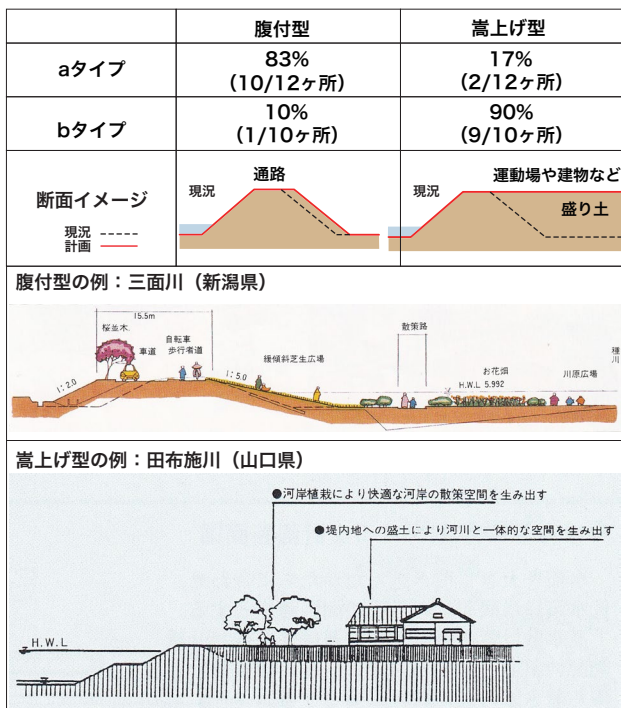 腹付型 嵩上げ型
aタイプ 83% 17%
(10/12ヶ所) (2/12ヶ所)
bタイプ 10% 90%
(1/10ヶ所) (9/10ヶ所)
断面イメージ
現況
計画
通路
現況
運動場や建物など
現況
盛り土
腹付型の例：三面川（新潟県）
15.5m
桜並木
車道
自転車
歩行者道
1:2.0
1:5.0
緩傾斜芝生広場
散策路
お花畑
H.W.L 5.992
川原広場
種
川
嵩上げ型の例：田布施川（山口県）
●河岸植栽により快適な河岸の散策空間を生み出す
●堤内地への盛土により河川と一体的な空間を生み出す
H.W.L